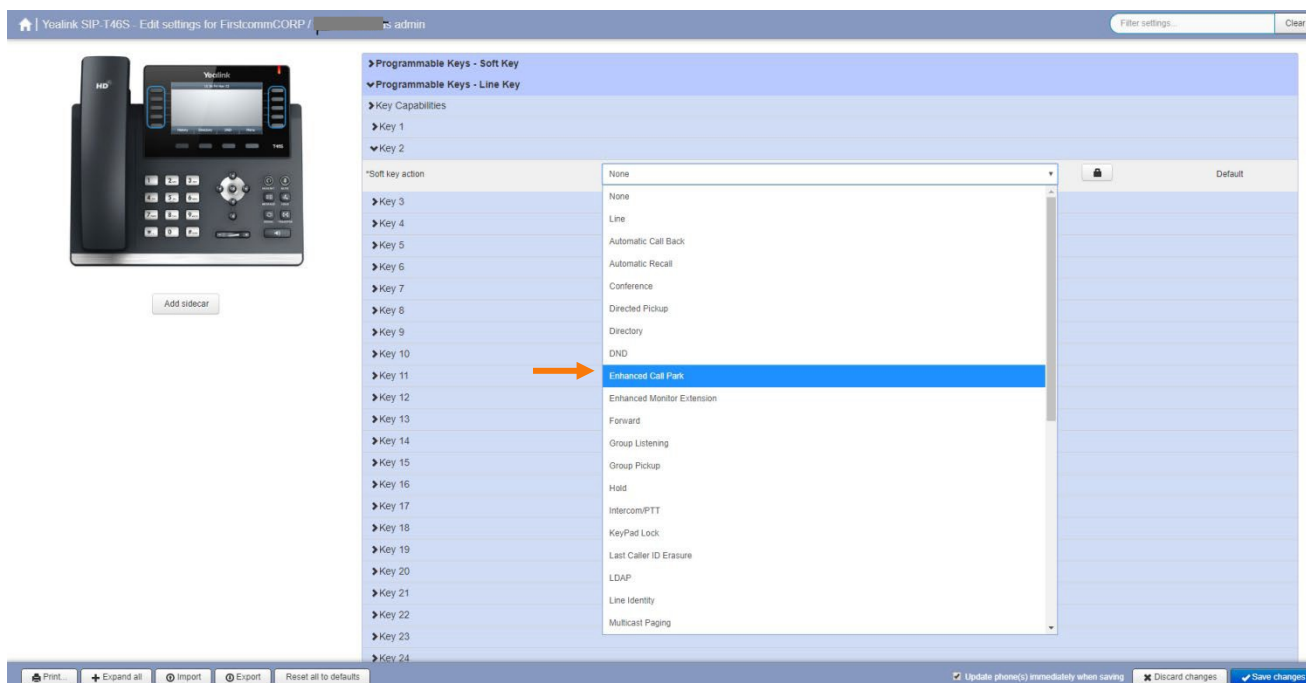 Yealink SIP-T46S - Edit settings for FirstcommCORP /
s admin
Filter settings...
Clear
Yealink
HD
T46S
Add sidecar
Programmable Keys - Soft Key
Programmable Keys - Line Key
Key Capabilities
Key 1
Key 2
*Soft key action
None
Default
Key 3
Key 4
Key 5
Key 6
Key 7
Key 8
Key 9
Key 10
Key 11
Key 12
Key 13
Key 14
Key 15
Key 16
Key 17
Key 18
Key 19
Key 20
Key 21
Key 22
Key 23
Key 24
None
Line
Automatic Call Back
Automatic Recall
Conference
Directed Pickup
Directory
DND
Enhanced Call Park
Enhanced Monitor Extension
Forward
Group Listening
Group Pickup
Hold
Intercom/PTT
KeyPad Lock
Last Caller ID Erasure
LDAP
Line Identity
Multicast Paging
Print...
Expand all
Import
Export
Reset all to defaults
Update phone(s) immediately when saving
Discard changes
Save changes